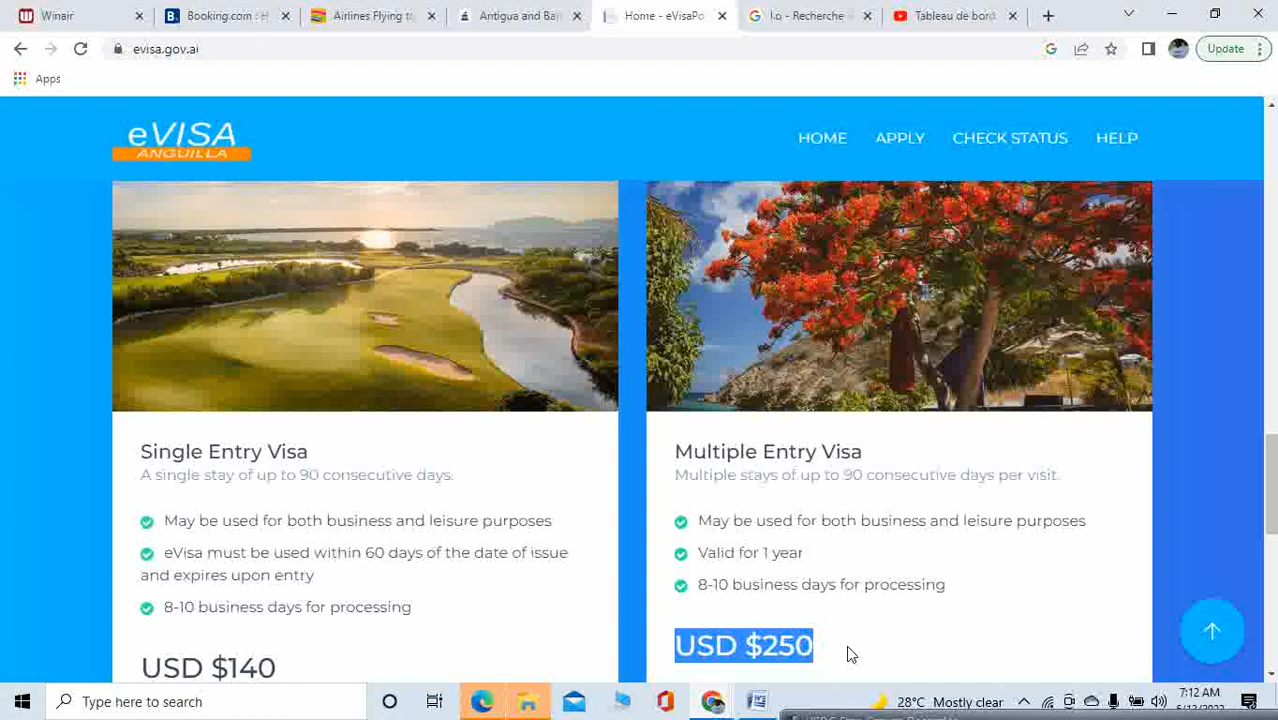 Winair
Booking.com : H
Airlines Flying to
Antigua and Bar
Home - eVisaPo
l.o - Recherche
Tableau de bord
evisa.gov.ai
Update
Apps
eVISA
ANGUILLA
HOME APPLY CHECK STATUS HELP
Single Entry Visa
A single stay of up to 90 consecutive days.
May be used for both business and leisure purposes
eVisa must be used within 60 days of the date of issue
and expires upon entry
8-10 business days for processing
USD $140
Multiple Entry Visa
Multiple stays of up to 90 consecutive days per visit.
May be used for both business and leisure purposes
Valid for 1 year
8-10 business days for processing
USD $250
Type here to search
28°C Mostly clear
7:12 AM